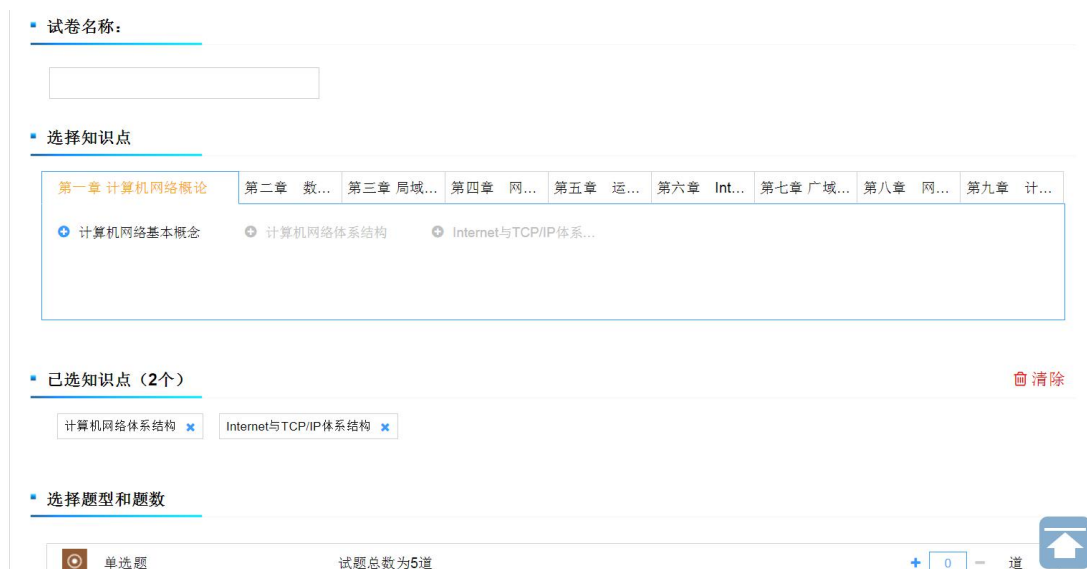 试卷名称：
选择知识点
第一章 计算机网络概论 第二章 数... 第三章 局域... 第四章 网... 第五章 运... 第六章 Int... 第七章 广域... 第八章 网... 第九章 计...
计算机网络基本概念 计算机网络体系结构 Internet与TCP/IP体系...
已选知识点（2个） 清除
计算机网络体系结构 Internet与TCP/IP体系结构
选择题型和题数
单选题 试题总数为5道 0 道